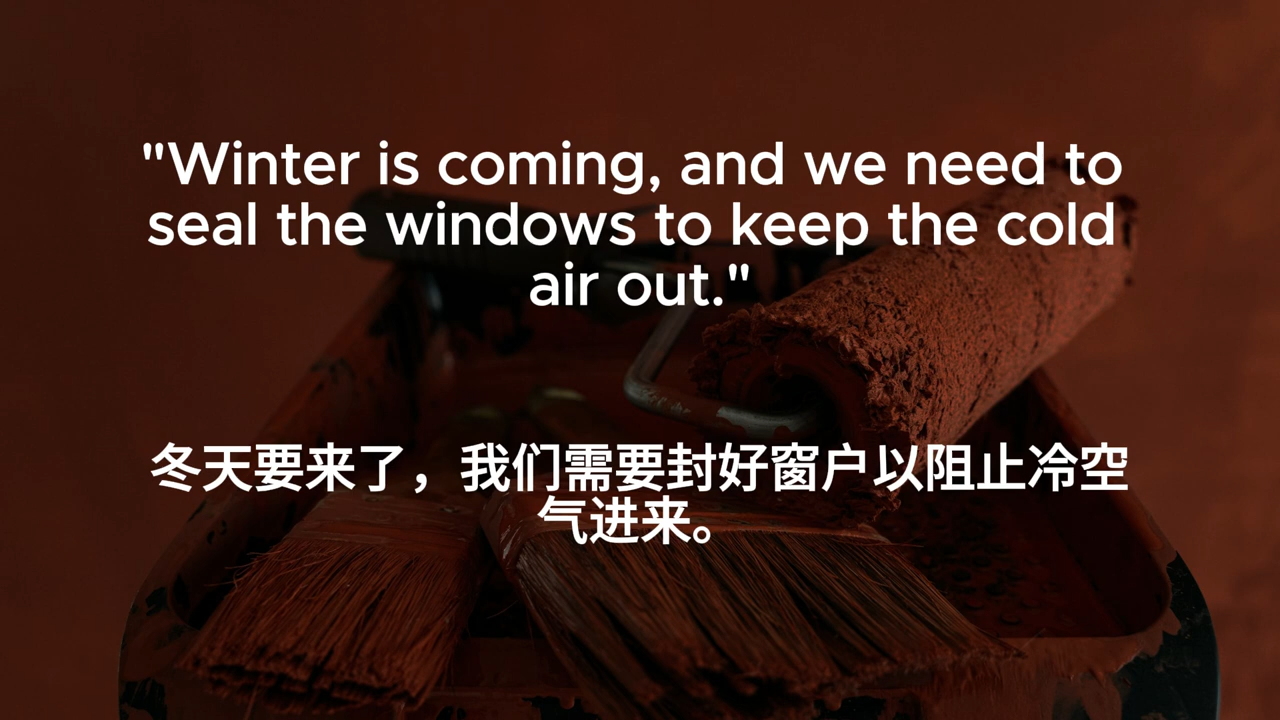 "Winter is coming, and we need to
seal the windows to keep the cold
air out."
冬天要来了，我们需要封好窗户以阻止冷空
气进来。